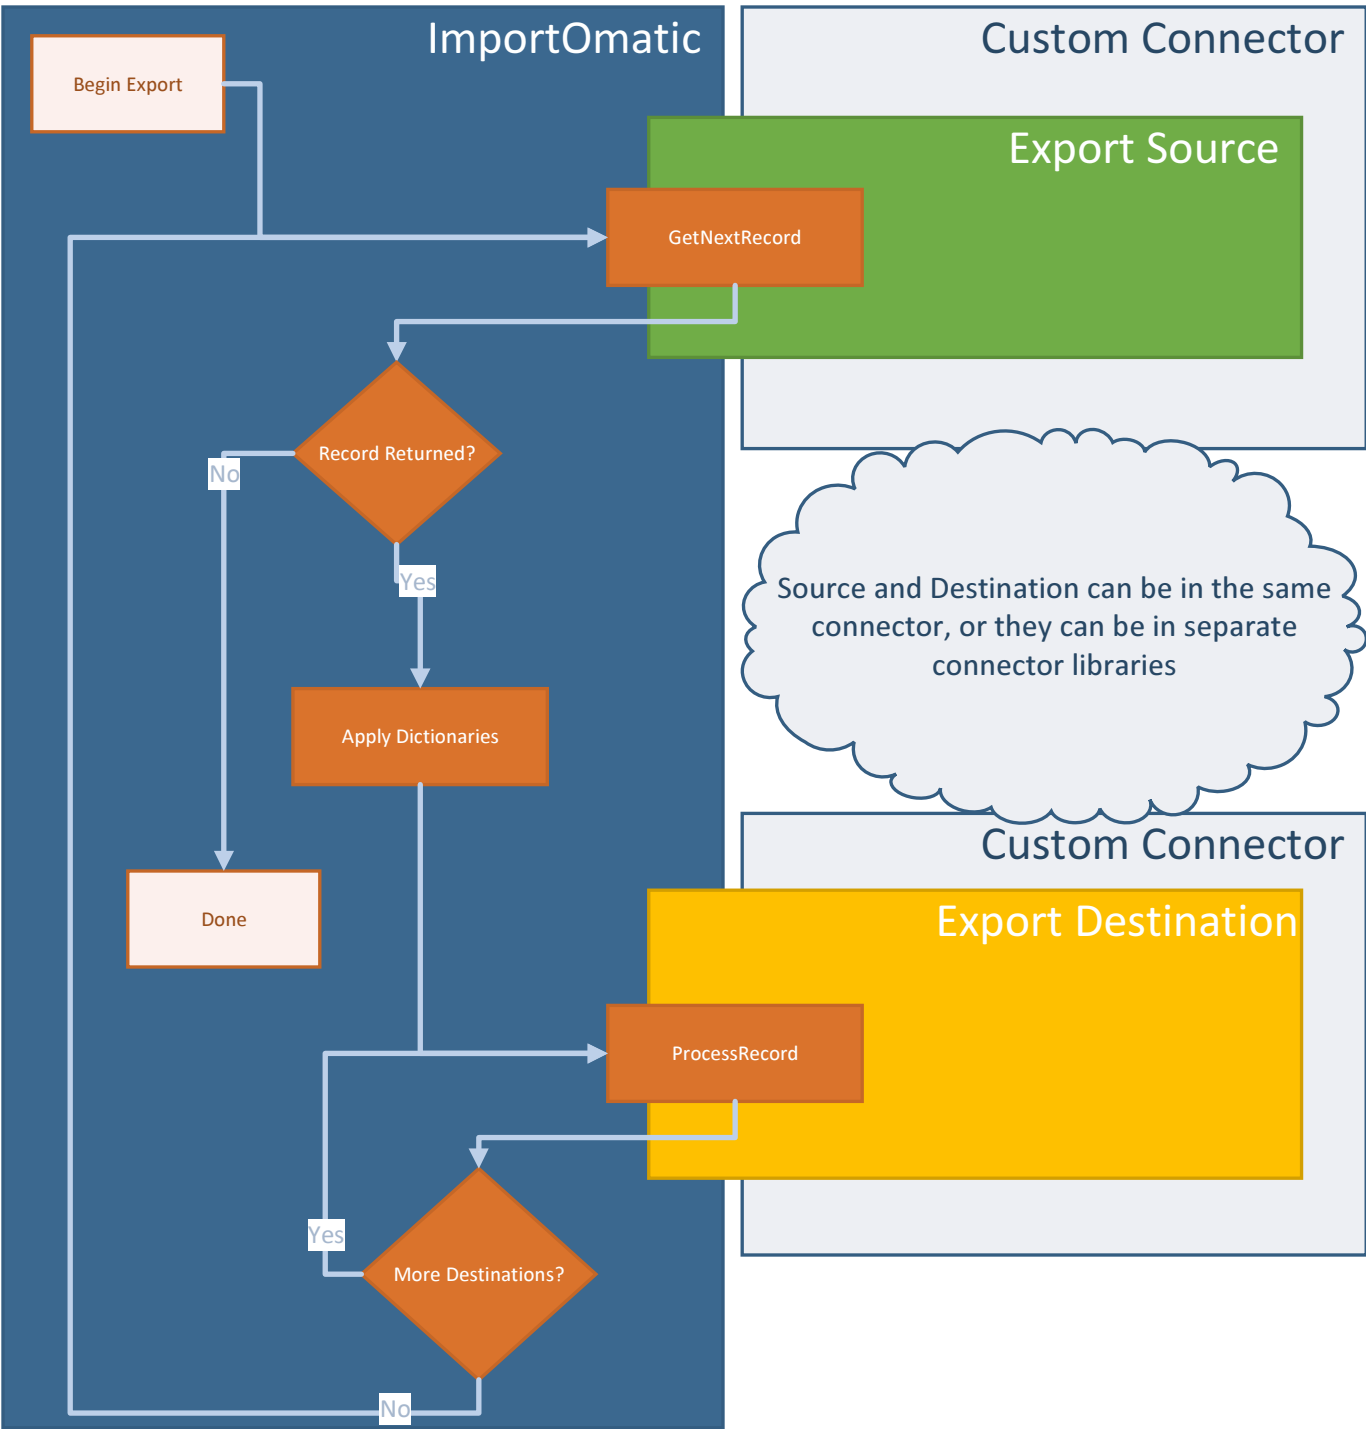 ImportOmatic
Custom Connector
Begin Export
Export Source
GetNextRecord
Record Returned?
No
Yes
Source and Destination can be in the same
connector, or they can be in separate
connector libraries
Apply Dictionaries
Custom Connector
Done
Export Destination
ProcessRecord
Yes
More Destinations?
No